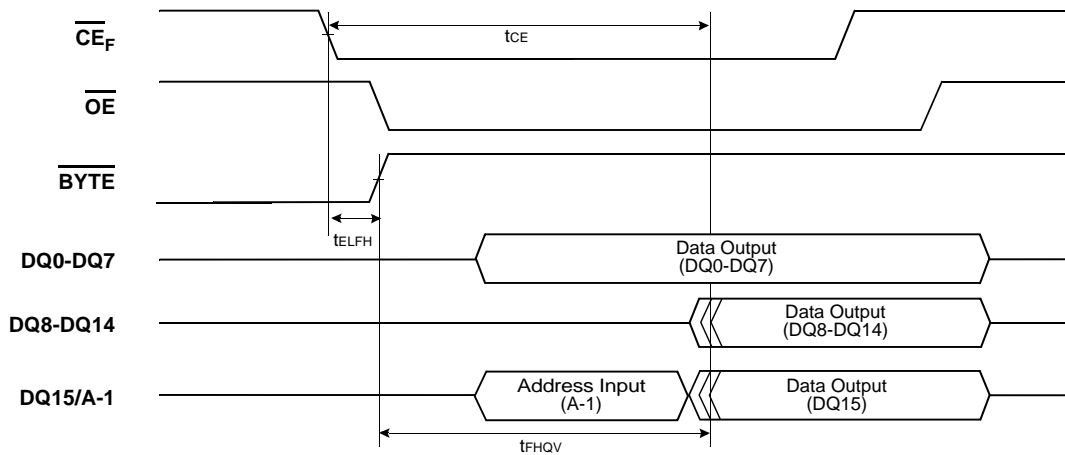 CE̅F
tCE
OE̅
BYTE̅
tELFH
DQ0-DQ7
Data Output
(DQ0-DQ7)
DQ8-DQ14
Data Output
(DQ8-DQ14)
DQ15/A-1
Address Input
(A-1)
Data Output
(DQ15)
tFHQV